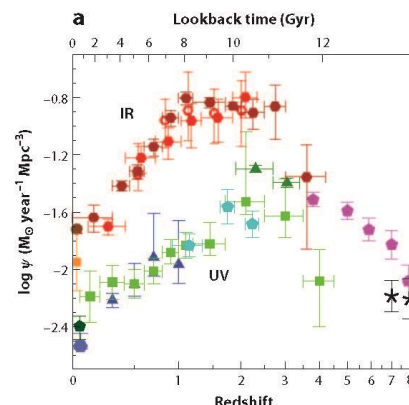 a
Lookback time (Gyr)
0 2 4 6 8 10 12
−0.8
−1.2
−1.6
−2.0
−2.4
log ψ (M⊙ year−1 Mpc−3)
IR
UV
0 1 2 3 4 5 6 7 8
Redshift